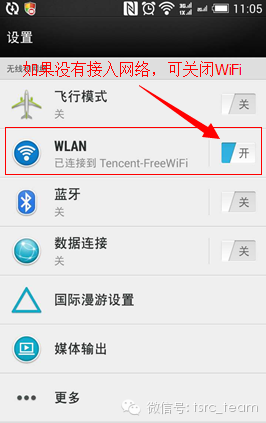 11:05
设置
如果没有接入网络，可关闭WiFi
飞行模式
关
关
WLAN
已连接到 Tencent-FreeWiFi
开
蓝牙
关
关
数据连接
关
关
国际漫游设置
媒体输出
更多
微信号: tsrc_team